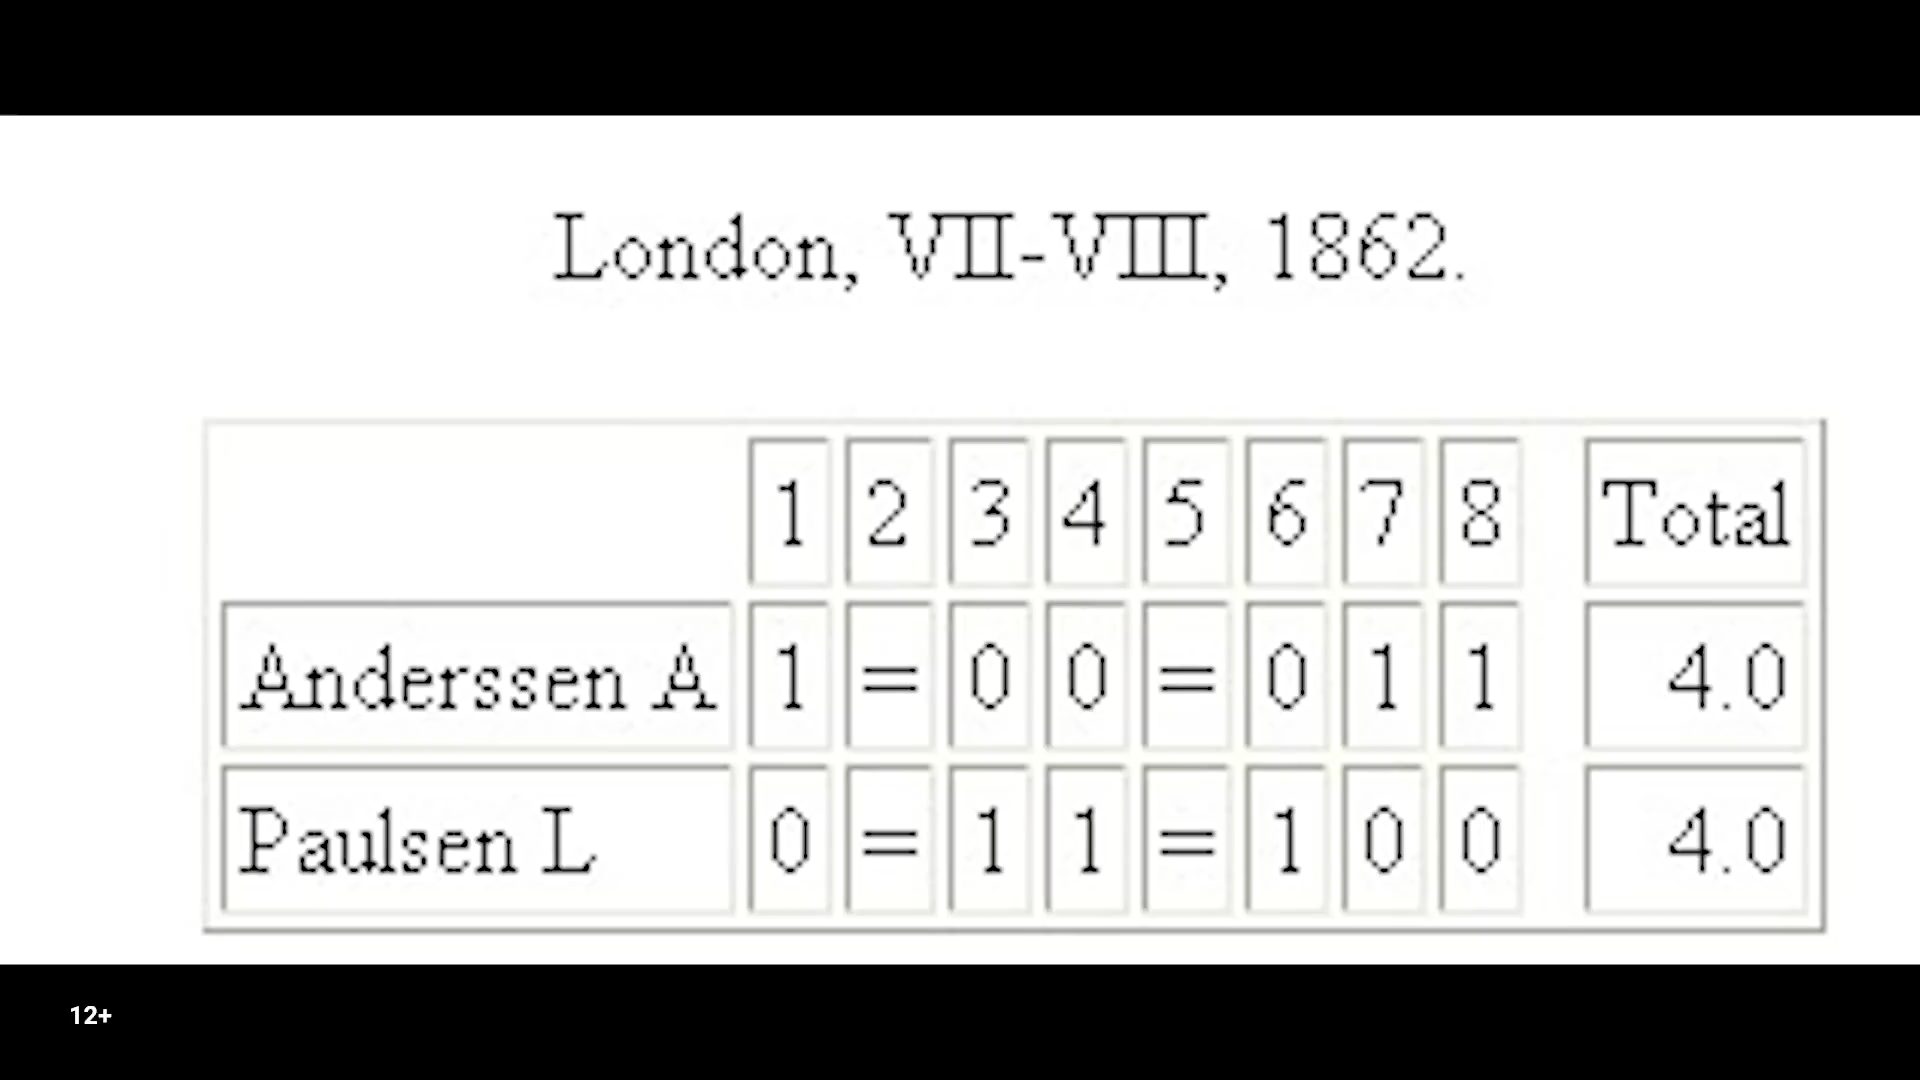 London, VII-VIII, 1862.
1 2 3 4 5 6 7 8 Total
Anderssen A 1 = 0 0 = 0 1 1 4.0
Paulsen L 0 = 1 1 = 1 0 0 4.0
12+